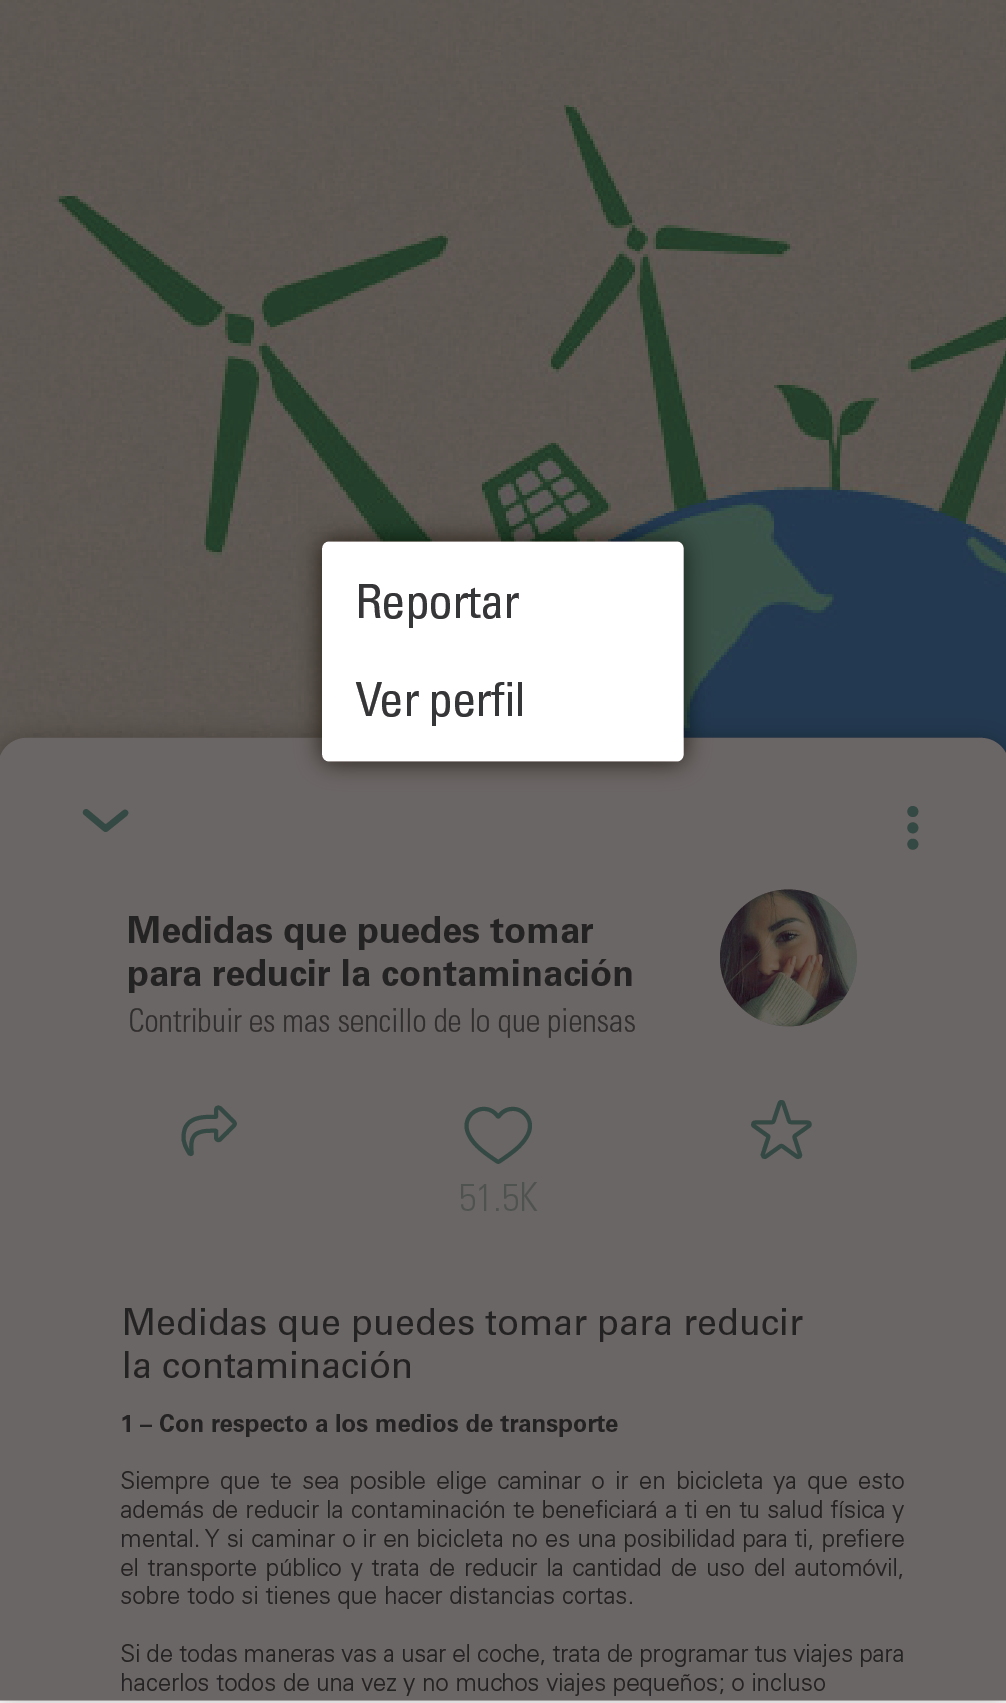 Reportar
Ver perfil
Medidas que puedes tomar
para reducir la contaminación
Contribuir es mas sencillo de lo que piensas
51.5K
Medidas que puedes tomar para reducir
la contaminación
1 – Con respecto a los medios de transporte
Siempre que te sea posible elige caminar o ir en bicicleta ya que esto
además de reducir la contaminación te beneficiará a ti en tu salud física y
mental. Y si caminar o ir en bicicleta no es una posibilidad para ti, prefiere
el transporte público y trata de reducir la cantidad de uso del automóvil,
sobre todo si tienes que hacer distancias cortas.
Si de todas maneras vas a usar el coche, trata de programar tus viajes para
hacerlos todos de una vez y no muchos viajes pequeños; o incluso